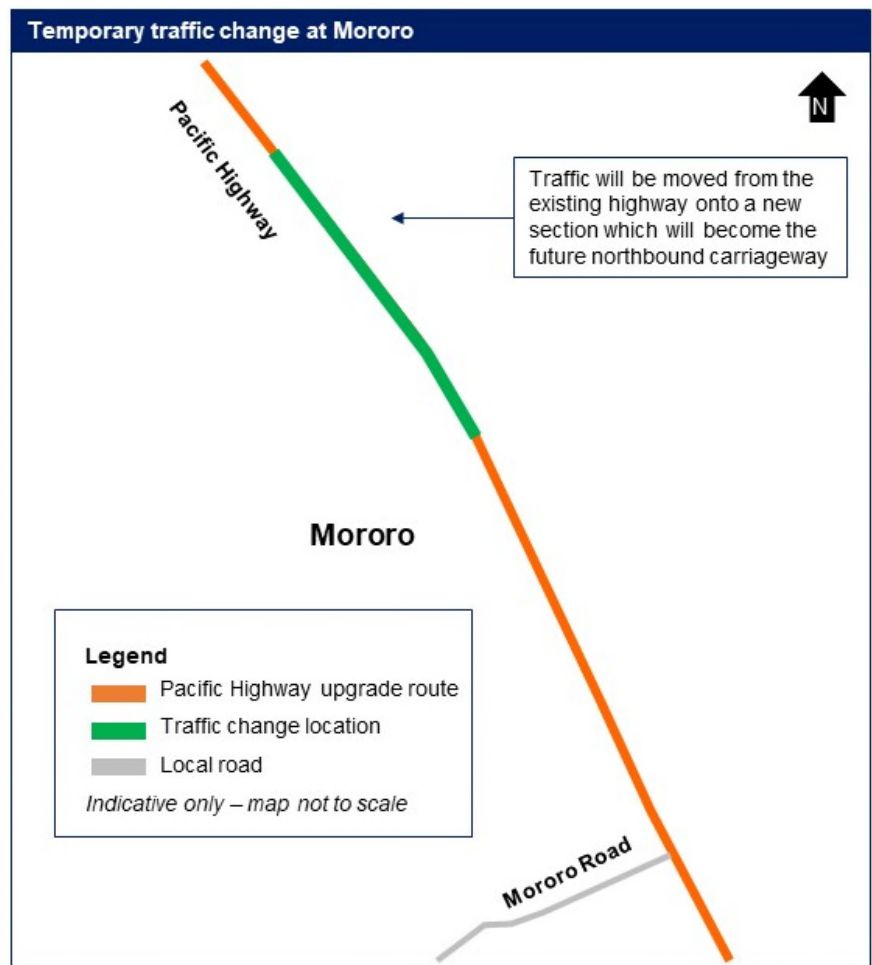 Temporary traffic change at Mororo
N
Pacific Highway
Traffic will be moved from the
existing highway onto a new
section which will become the
future northbound carriageway
Mororo
Legend
Pacific Highway upgrade route
Traffic change location
Local road
Indicative only – map not to scale
Mororo Road